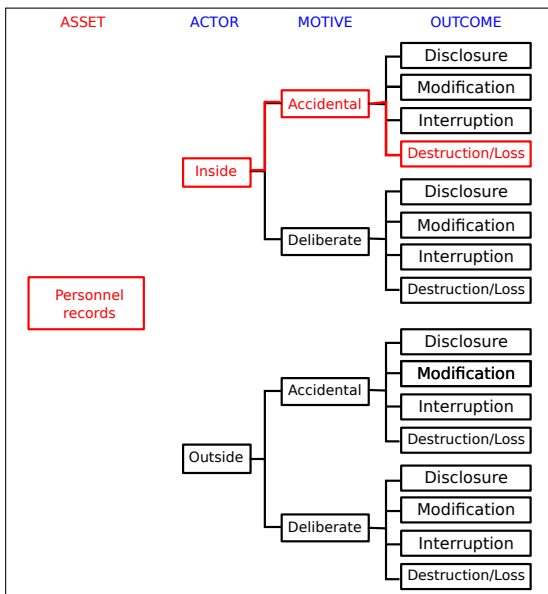 ASSET ACTOR MOTIVE OUTCOME
Disclosure
Modification
Accidental
Interruption
Destruction/Loss
Inside
Disclosure
Modification
Deliberate
Interruption
Destruction/Loss
Personnel
records
Disclosure
Modification
Accidental
Interruption
Destruction/Loss
Outside
Disclosure
Modification
Deliberate
Interruption
Destruction/Loss